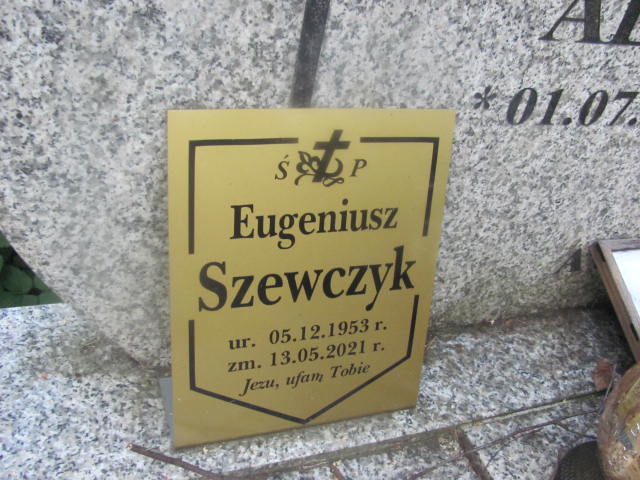 Ś P
Eugeniusz
Szewczyk
ur. 05.12.1953 r.
zm. 13.05.2021 r.
Jezu, ufam Tobie
* 01.07.